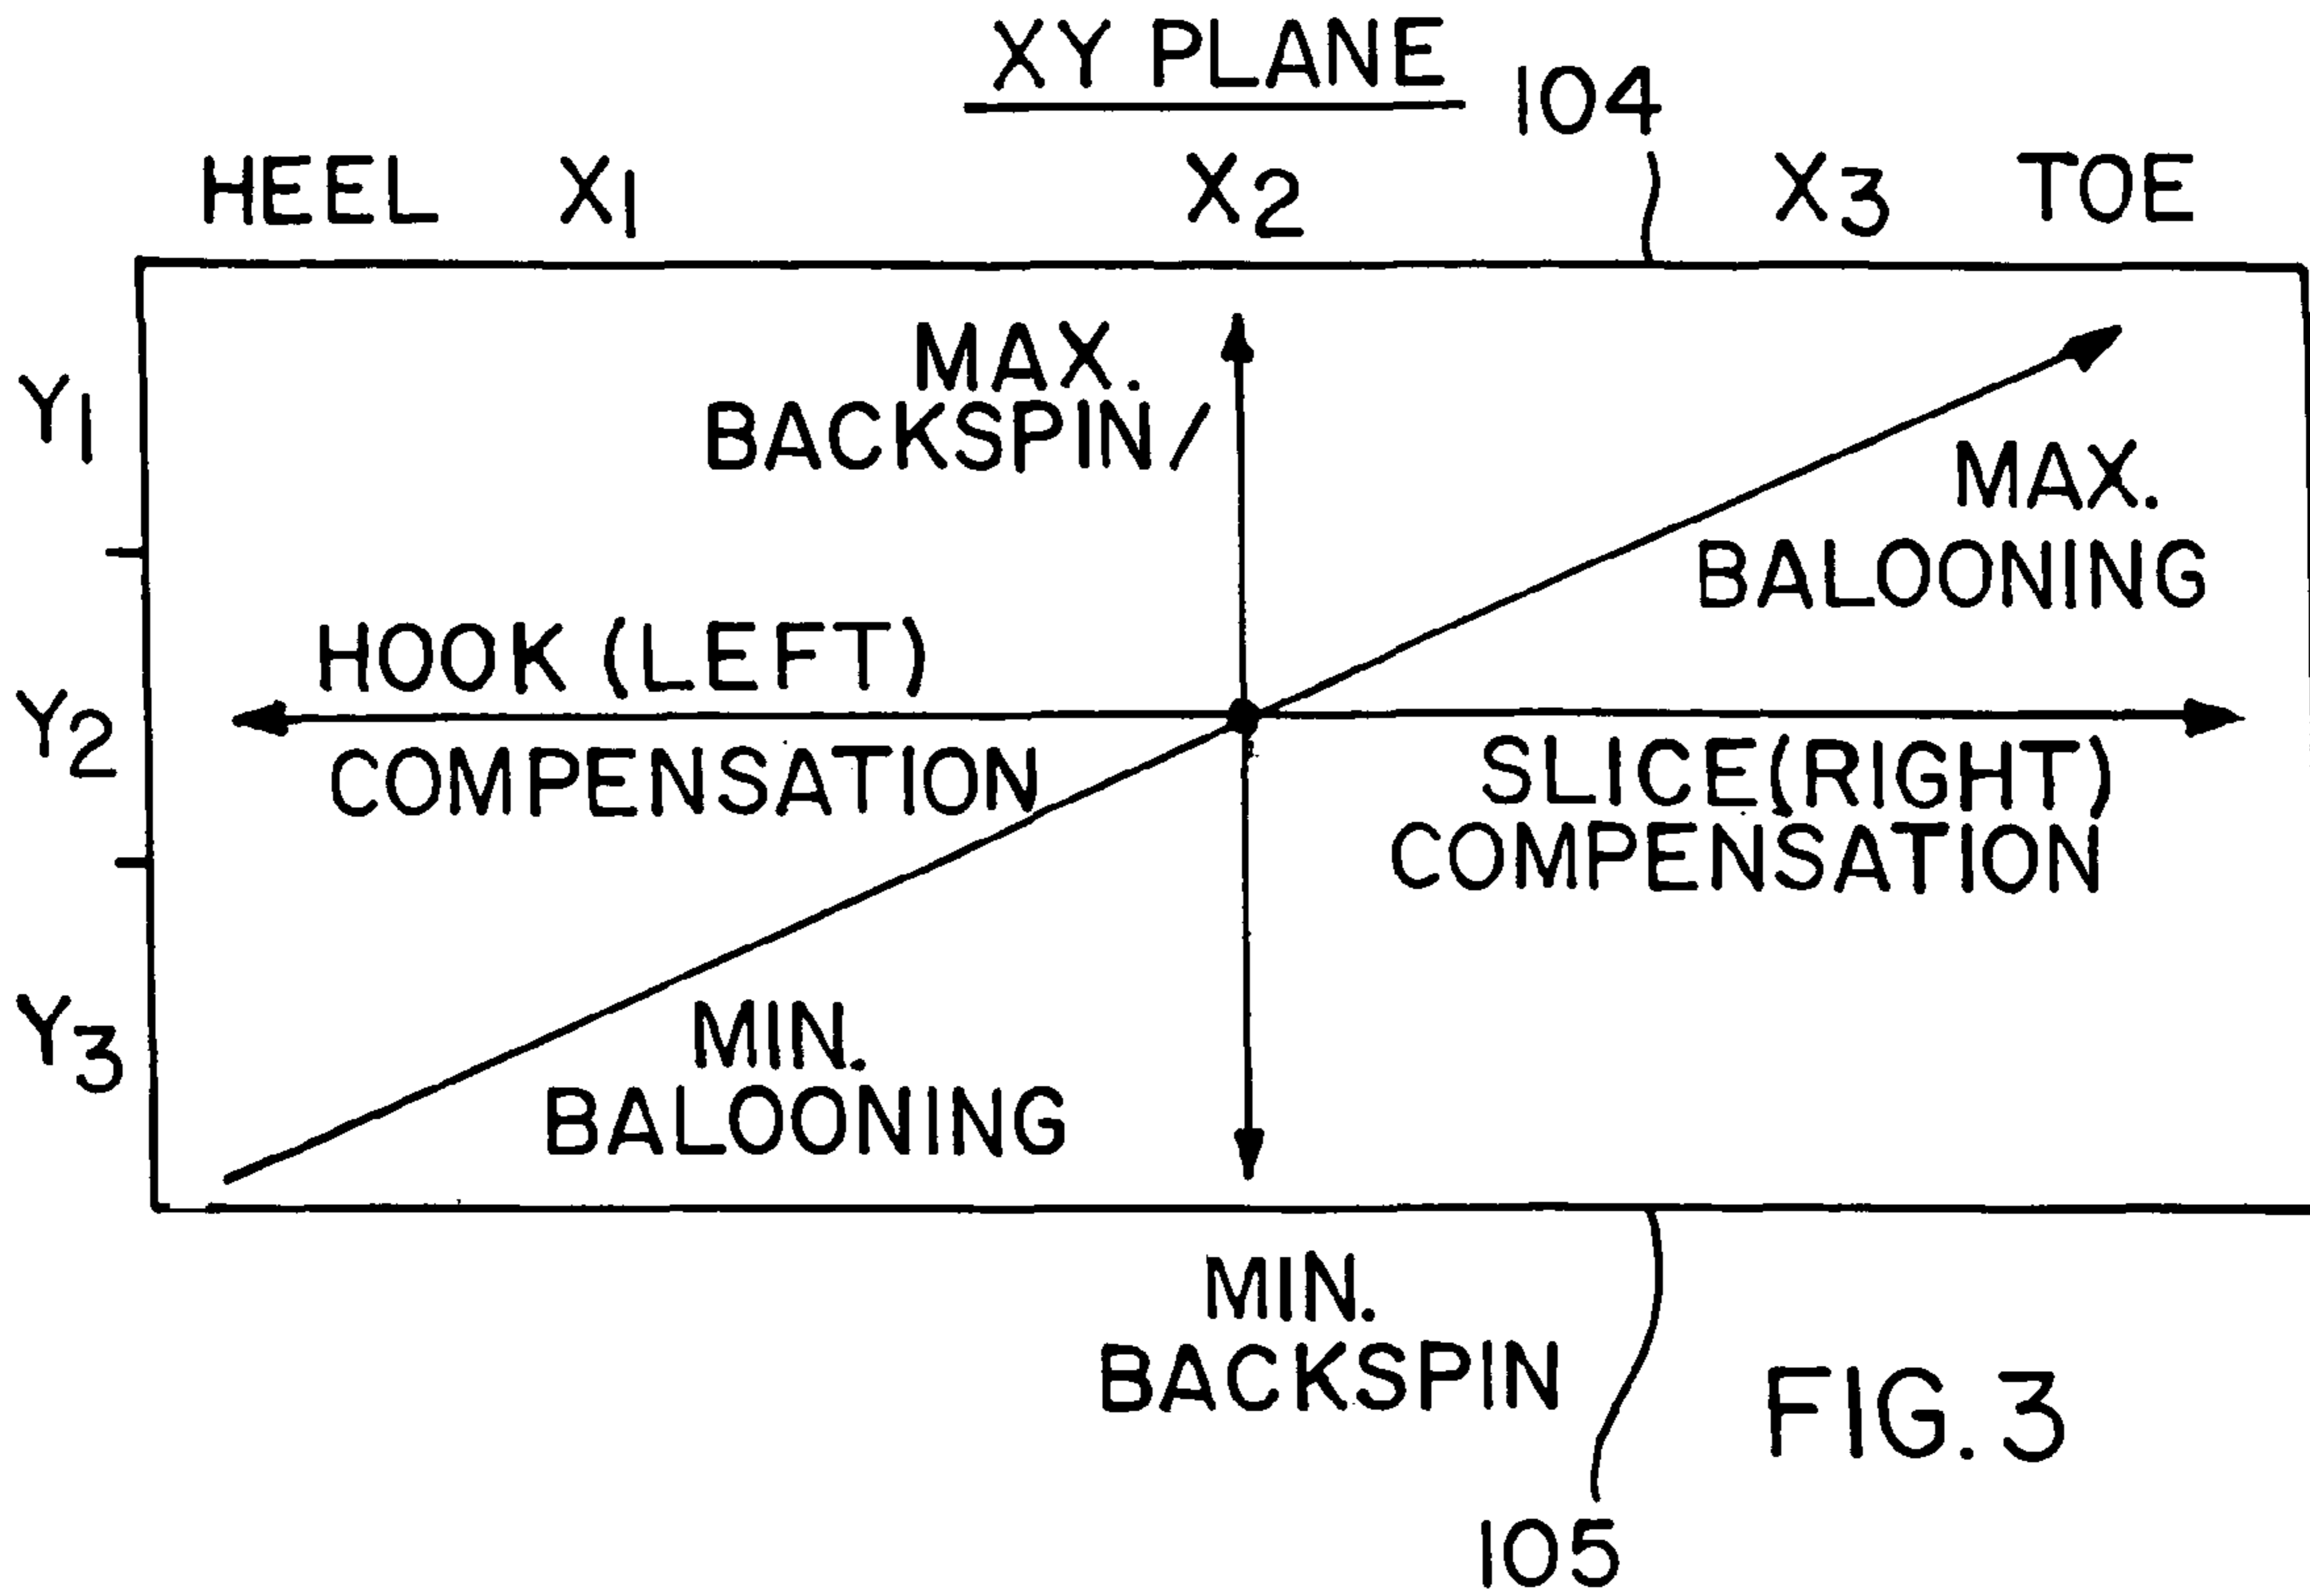 XY PLANE
104
HEEL X1 X2 X3 TOE
MAX.
BACKSPIN/
Y1
MAX.
BALOONING
HOOK (LEFT)
COMPENSATION
Y2
SLICE(RIGHT)
COMPENSATION
Y3
MIN.
BALOONING
MIN.
BACKSPIN
FIG. 3
105